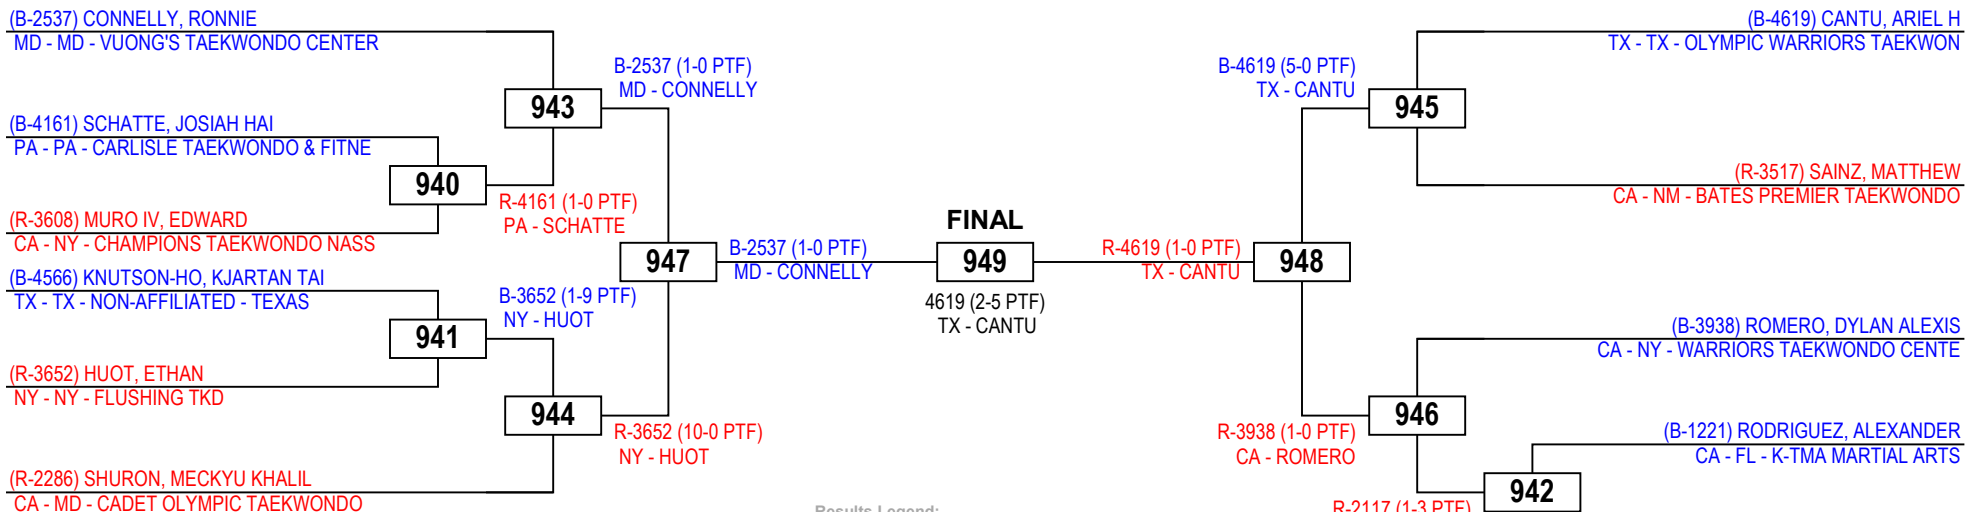 (B-2537) CONNELLY, RONNIE
MD - MD - VUONG'S TAEKWONDO CENTER
B-2537 (1-0 PTF)
MD - CONNELLY
943
(B-4161) SCHATTE, JOSIAH HAI
PA - PA - CARLISLE TAEKWONDO & FITNE
940
R-4161 (1-0 PTF)
PA - SCHATTE
(R-3608) MURO IV, EDWARD
CA - NY - CHAMPIONS TAEKWONDO NASS
947
B-2537 (1-0 PTF)
MD - CONNELLY
(B-4566) KNUTSON-HO, KJARTAN TAI
TX - TX - NON-AFFILIATED - TEXAS
B-3652 (1-9 PTF)
NY - HUOT
941
(R-3652) HUOT, ETHAN
NY - NY - FLUSHING TKD
944
R-3652 (10-0 PTF)
NY - HUOT
(R-2286) SHURON, MECKYU KHALIL
CA - MD - CADET OLYMPIC TAEKWONDO
FINAL
949
4619 (2-5 PTF)
TX - CANTU
Results Legend:
(B-4619) CANTU, ARIEL H
TX - TX - OLYMPIC WARRIORS TAEKWON
B-4619 (5-0 PTF)
TX - CANTU
945
(R-3517) SAINZ, MATTHEW
CA - NM - BATES PREMIER TAEKWONDO
R-4619 (1-0 PTF)
TX - CANTU
948
(B-3938) ROMERO, DYLAN ALEXIS
CA - NY - WARRIORS TAEKWONDO CENTE
946
R-3938 (1-0 PTF)
CA - ROMERO
(B-1221) RODRIGUEZ, ALEXANDER
CA - FL - K-TMA MARTIAL ARTS
942
R-2117 (1-3 PTF)